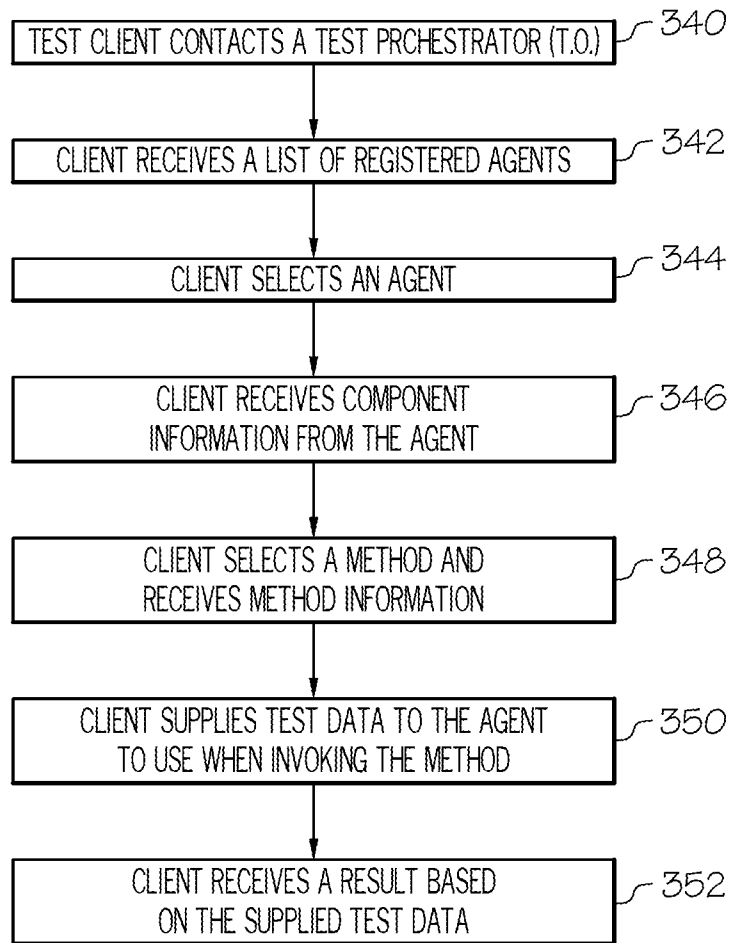 TEST CLIENT CONTACTS A TEST PRCHESTRATOR (T.O.)
340
CLIENT RECEIVES A LIST OF REGISTERED AGENTS
342
CLIENT SELECTS AN AGENT
344
CLIENT RECEIVES COMPONENT
INFORMATION FROM THE AGENT
346
CLIENT SELECTS A METHOD AND
RECEIVES METHOD INFORMATION
348
CLIENT SUPPLIES TEST DATA TO THE AGENT
TO USE WHEN INVOKING THE METHOD
350
CLIENT RECEIVES A RESULT BASED
ON THE SUPPLIED TEST DATA
352